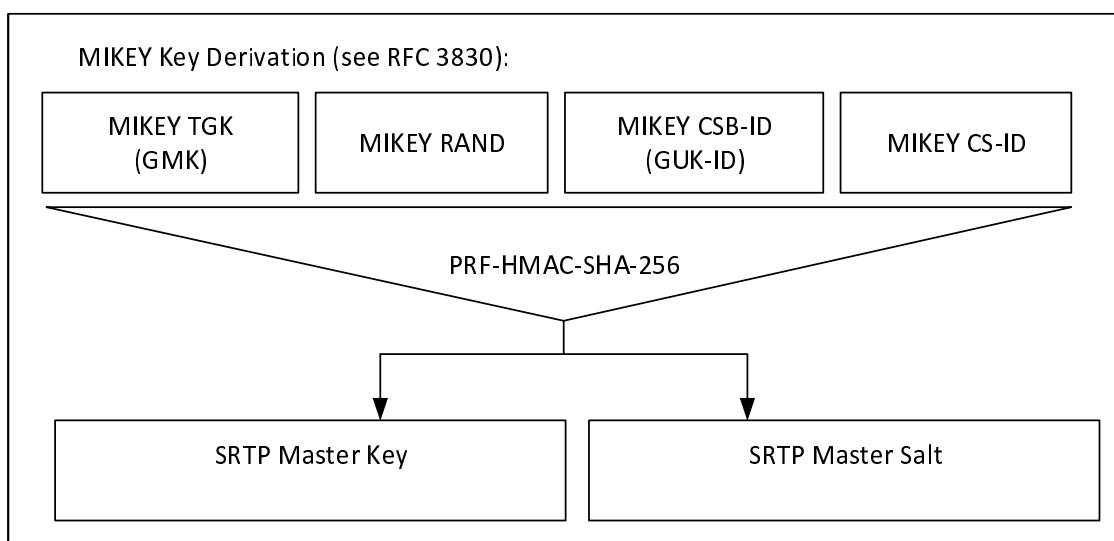 MIKEY Key Derivation (see RFC 3830):
MIKEY TGK
(GMK)
MIKEY RAND
MIKEY CSB-ID
(GUK-ID)
MIKEY CS-ID
PRF-HMAC-SHA-256
SRTP Master Key
SRTP Master Salt